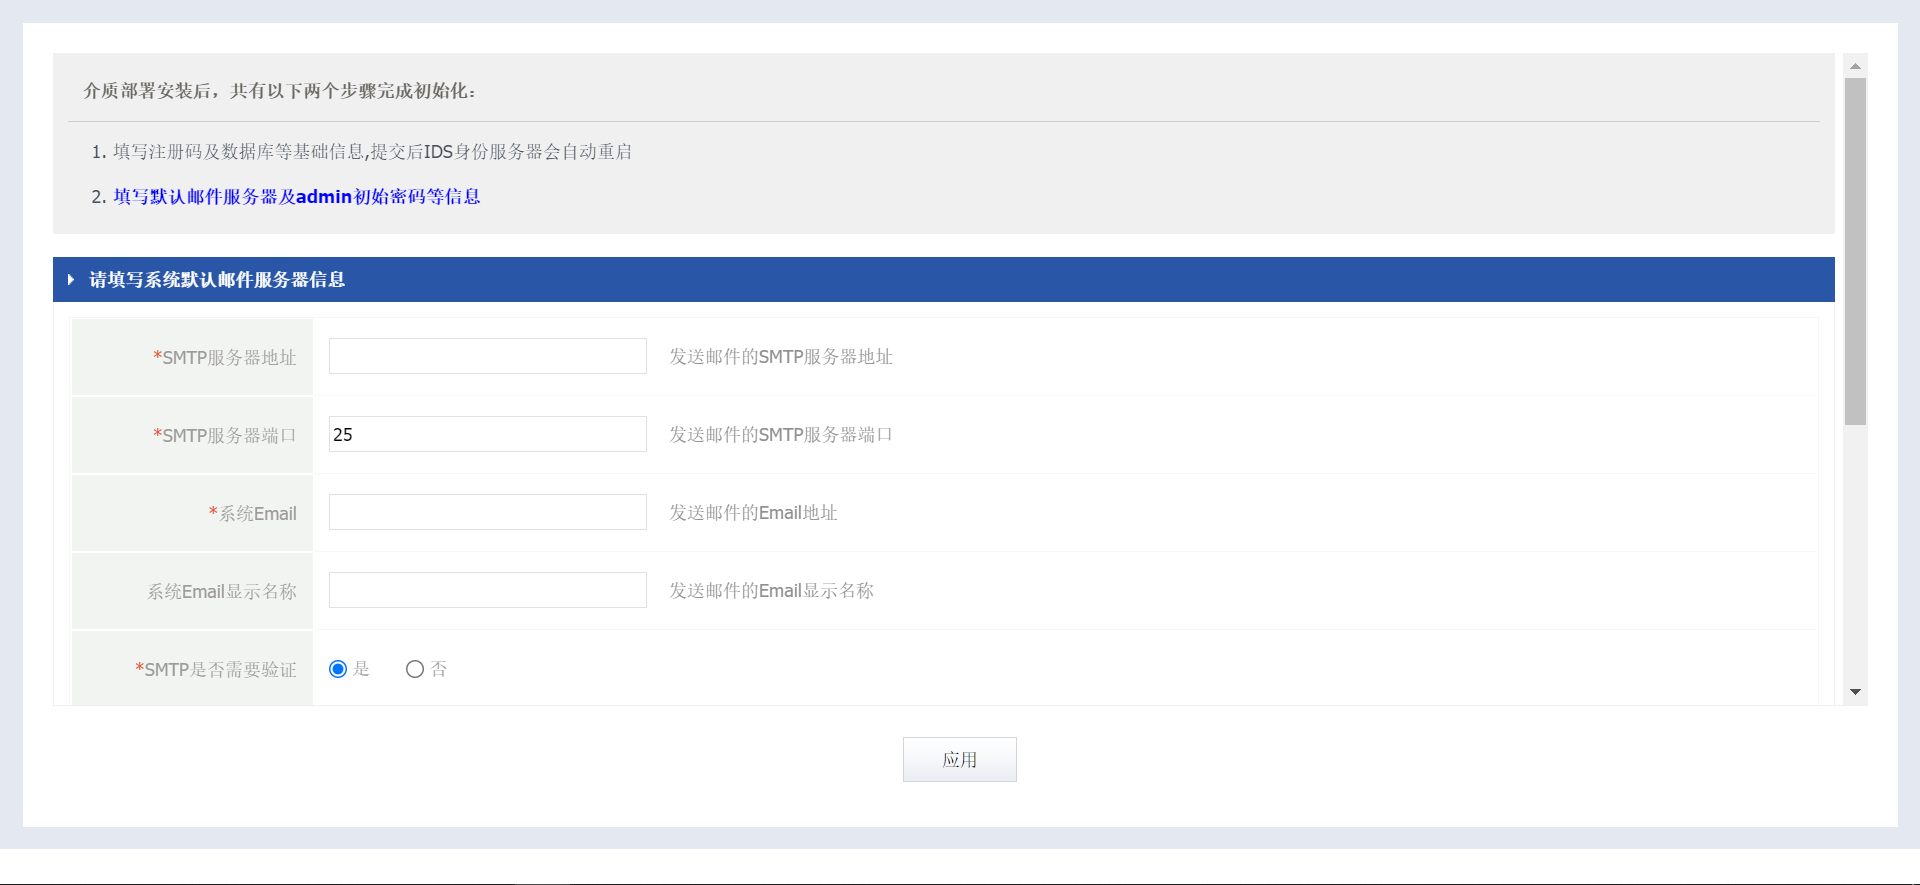 介质部署安装后，共有以下两个步骤完成初始化：
1. 填写注册码及数据库等基础信息,提交后IDS身份服务器会自动重启
2. 填写默认邮件服务器及admin初始密码等信息
请填写系统默认邮件服务器信息
*SMTP服务器地址 发送邮件的SMTP服务器地址
*SMTP服务器端口 25 发送邮件的SMTP服务器端口
*系统Email 发送邮件的Email地址
系统Email显示名称 发送邮件的Email显示名称
*SMTP是否需要验证 是 否
应用